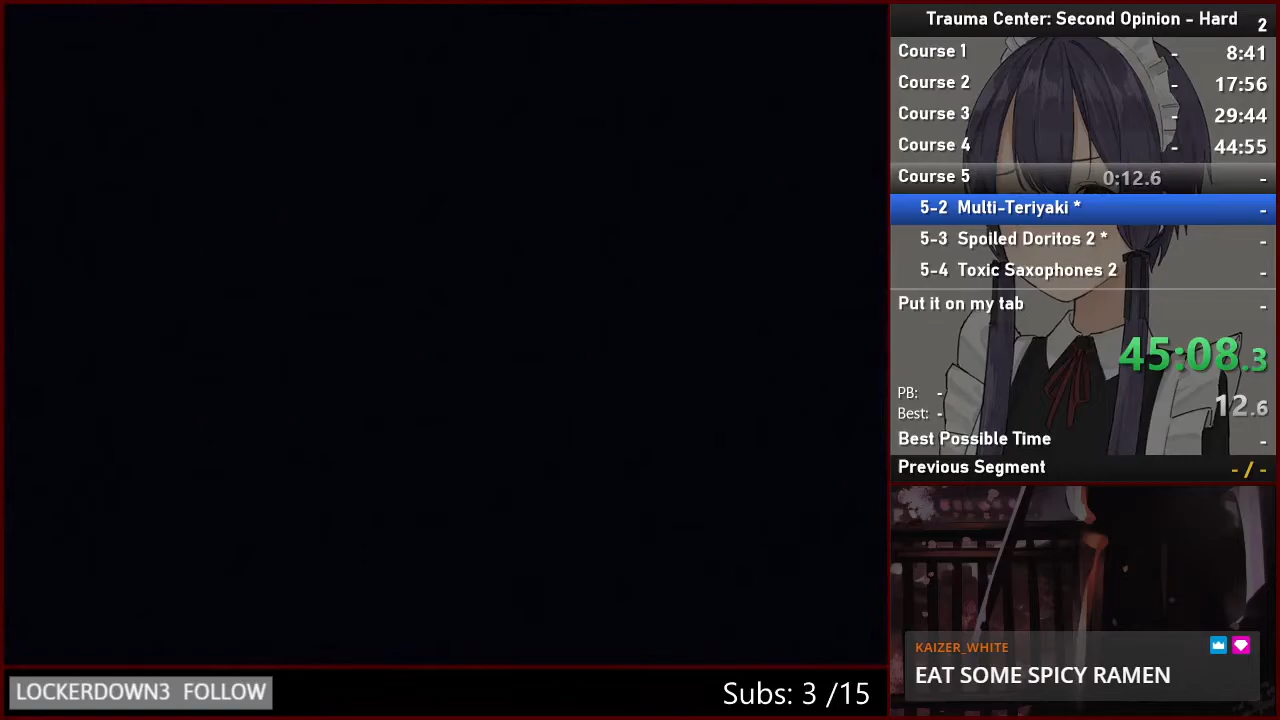 Trauma Center: Second Opinion - Hard 2
Course 1 - 8:41
Course 2 - 17:56
Course 3 - 29:44
Course 4 - 44:55
Course 5 0:12.6 -
5-2 Multi-Teriyaki * -
5-3 Spoiled Doritos 2 * -
5-4 Toxic Saxophones 2 -
Put it on my tab -
45:08.3
PB: -
Best: -
12.6
Best Possible Time -
Previous Segment - / -
KAIZER_WHITE
EAT SOME SPICY RAMEN
LOCKERDOWN3 FOLLOW
Subs: 3 /15